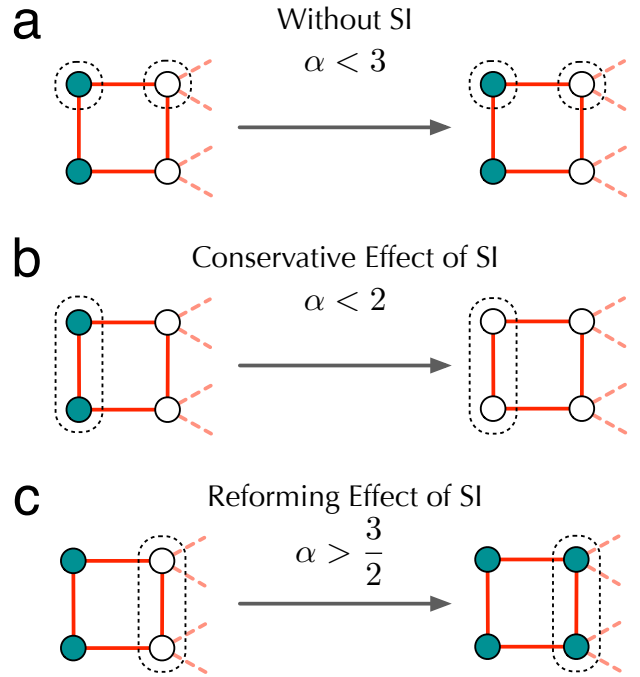 a
Without SI
α < 3
b
Conservative Effect of SI
α < 2
c
Reforming Effect of SI
α > 3/2